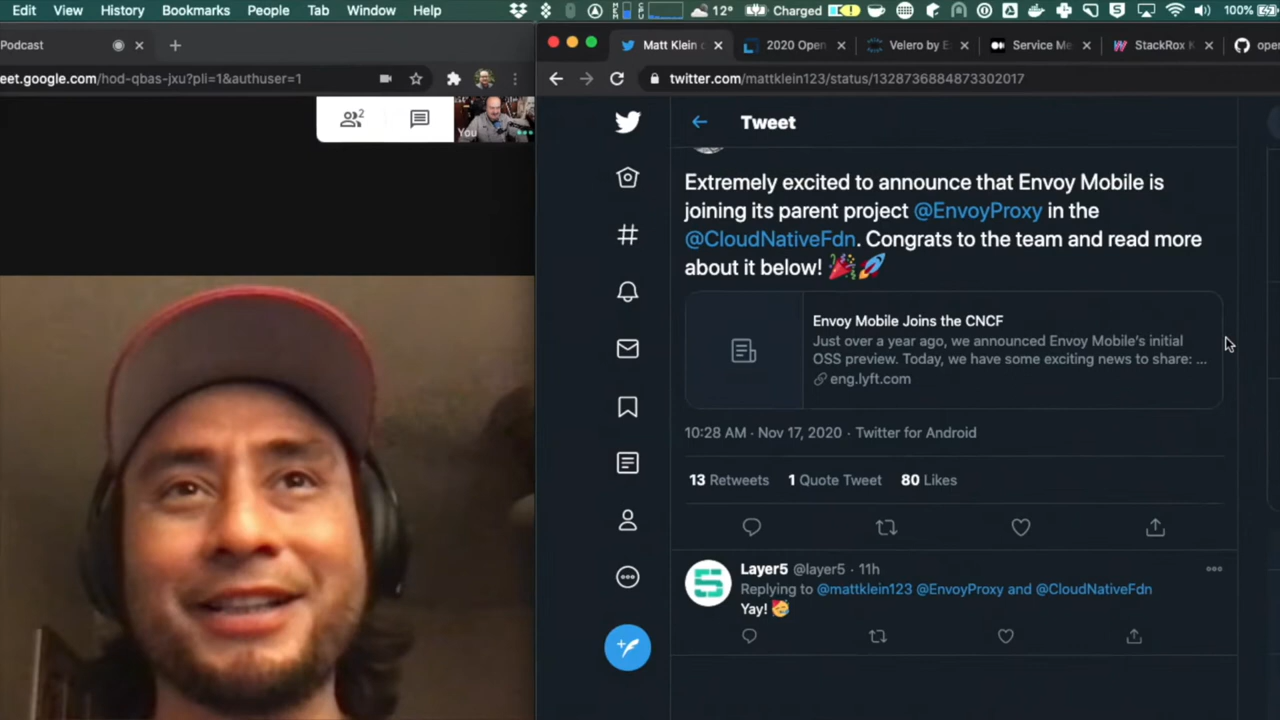 Edit View History Bookmarks People Tab Window Help 12° Charged 100%
Podcast
Matt Klein o 2020 Open Velero by E Service Me StackRox K ope
eet.google.com/hod-qbas-jxu?pli=1&authuser=1
twitter.com/mattklein123/status/1328736884873302017
2
You
Tweet
Extremely excited to announce that Envoy Mobile is
joining its parent project @EnvoyProxy in the
@CloudNativeFdn. Congrats to the team and read more
about it below! 🎉🚀
Envoy Mobile Joins the CNCF
Just over a year ago, we announced Envoy Mobile's initial
OSS preview. Today, we have some exciting news to share: ...
eng.lyft.com
10:28 AM · Nov 17, 2020 · Twitter for Android
13 Retweets 1 Quote Tweet 80 Likes
Layer5 @layer5 · 11h
Replying to @mattklein123 @EnvoyProxy and @CloudNativeFdn
Yay! 🥳